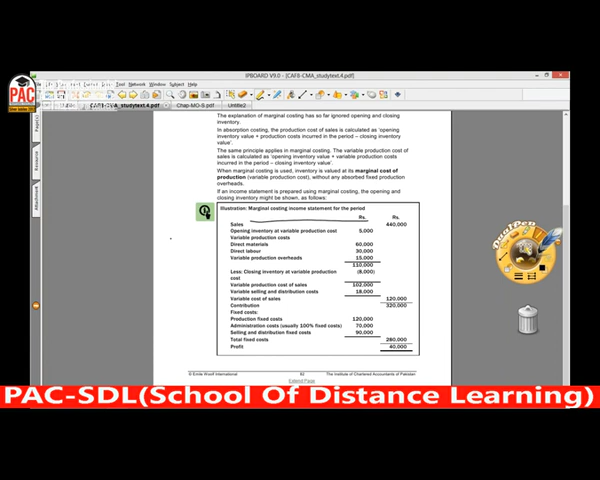 IPBOARD V9.0 - [CAF8-CMA_studytext.4.pdf]
Tool Network Window Subject Help
CAF8-CMA_studytext.4.pdf Chap-MO-S.pdf Untitle2
PAC
The explanation of marginal costing has so far ignored opening and closing
inventory.
In absorption costing, the production cost of sales is calculated as 'opening
inventory value + production costs incurred in the period – closing inventory
value'.
The same principle applies in marginal costing. The variable production cost of
sales is calculated as 'opening inventory value + variable production costs
incurred in the period – closing inventory value'.
When marginal costing is used, inventory is valued at its marginal cost of
production (variable production cost), without any absorbed fixed production
overheads.
If an income statement is prepared using marginal costing, the opening and
closing inventory might be shown, as follows:
Illustration: Marginal costing income statement for the period
Rs. Rs.
Sales 440,000
Opening inventory at variable production cost 5,000
Variable production costs
Direct materials 60,000
Direct labour 30,000
Variable production overheads 15,000
110,000
Less: Closing inventory at variable production (8,000)
cost
Variable production cost of sales 102,000
Variable selling and distribution costs 18,000
Variable cost of sales 120,000
Contribution 320,000
Fixed costs:
Production fixed costs 120,000
Administration costs (usually 100% fixed costs) 70,000
Selling and distribution fixed costs 90,000
Total fixed costs 280,000
Profit 40,000
© Emile Woolf International 82 The Institute of Chartered Accountants of Pakistan
Extend Page
DualPen
PAC-SDL(School Of Distance Learning)